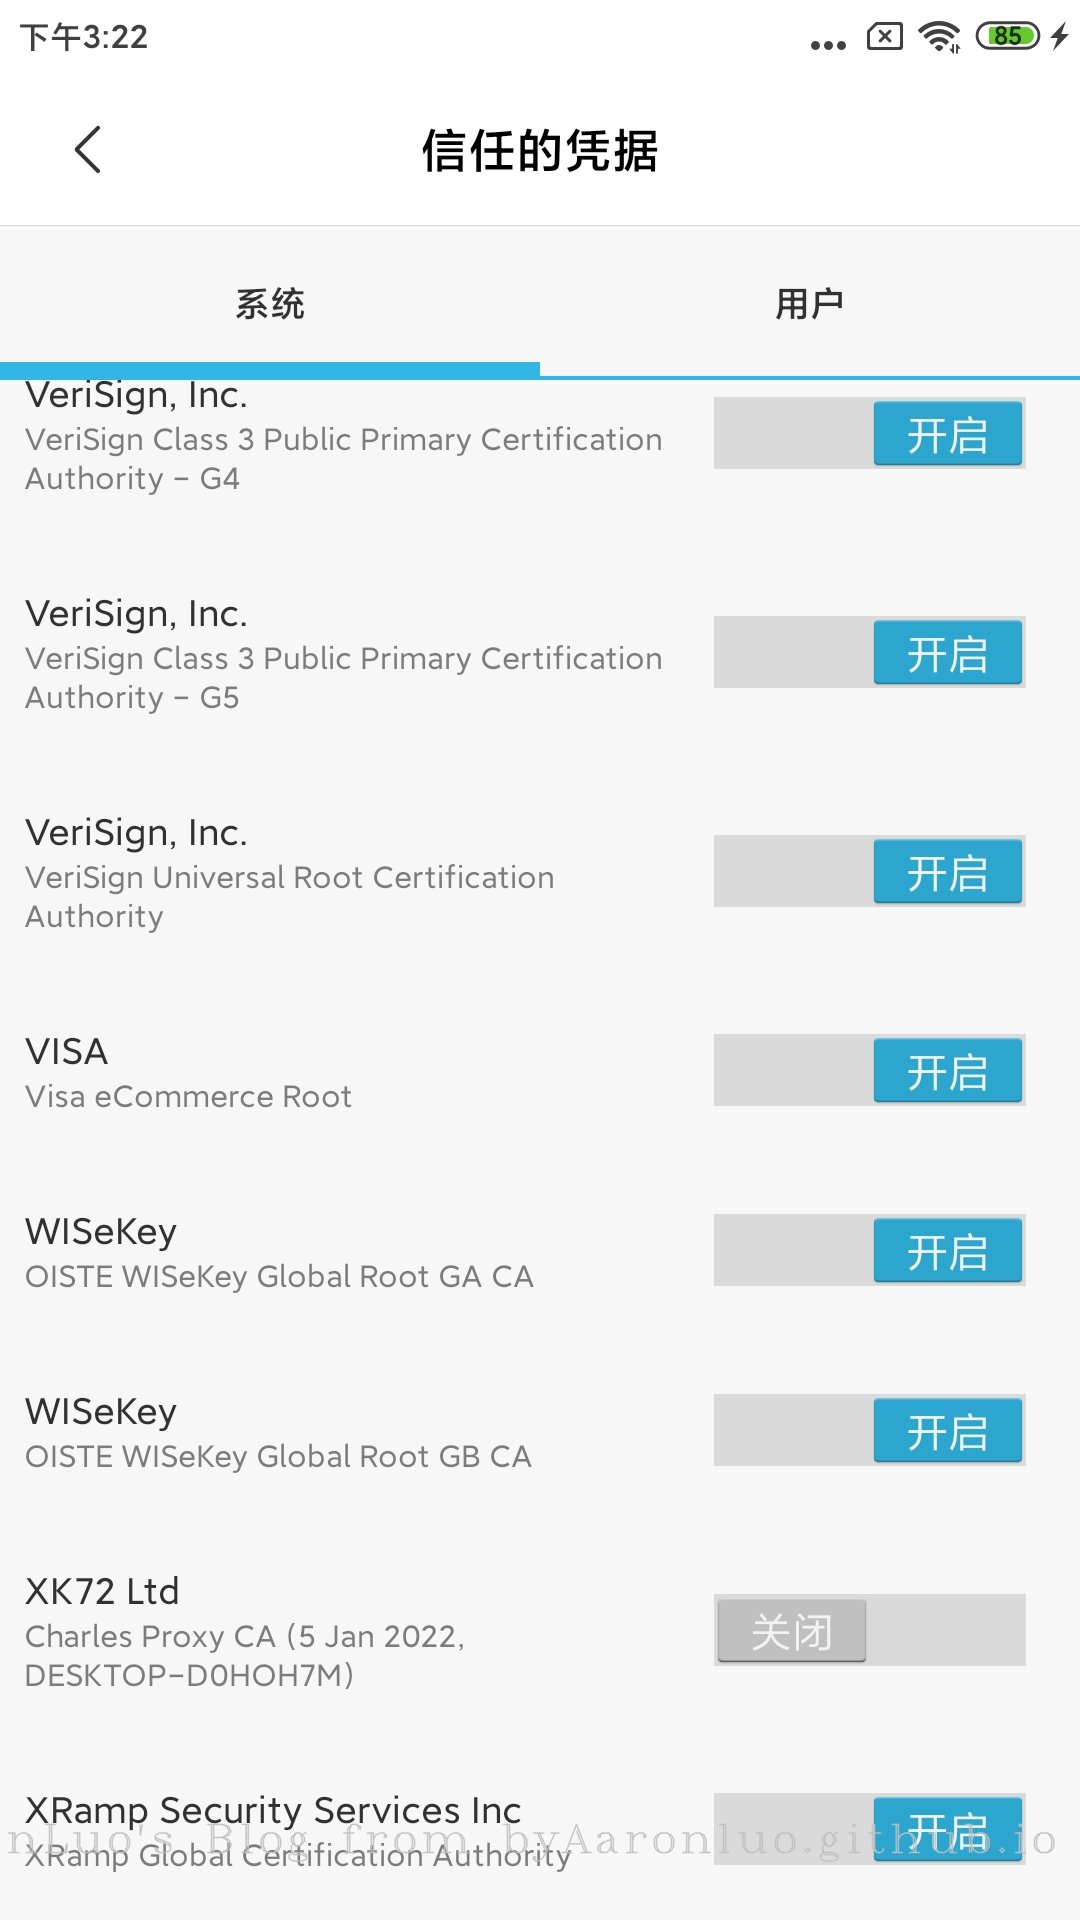 下午3:22
85
信任的凭据
系统
用户
VeriSign, Inc.
VeriSign Class 3 Public Primary Certification
Authority - G4
开启
VeriSign, Inc.
VeriSign Class 3 Public Primary Certification
Authority - G5
开启
VeriSign, Inc.
VeriSign Universal Root Certification
Authority
开启
VISA
Visa eCommerce Root
开启
WISeKey
OISTE WISeKey Global Root GA CA
开启
WISeKey
OISTE WISeKey Global Root GB CA
开启
XK72 Ltd
Charles Proxy CA (5 Jan 2022,
DESKTOP-D0HOH7M)
关闭
XRamp Security Services Inc
XRamp Global Certification Authority
开启
nLuo's Blog from byAaronluo.github.io